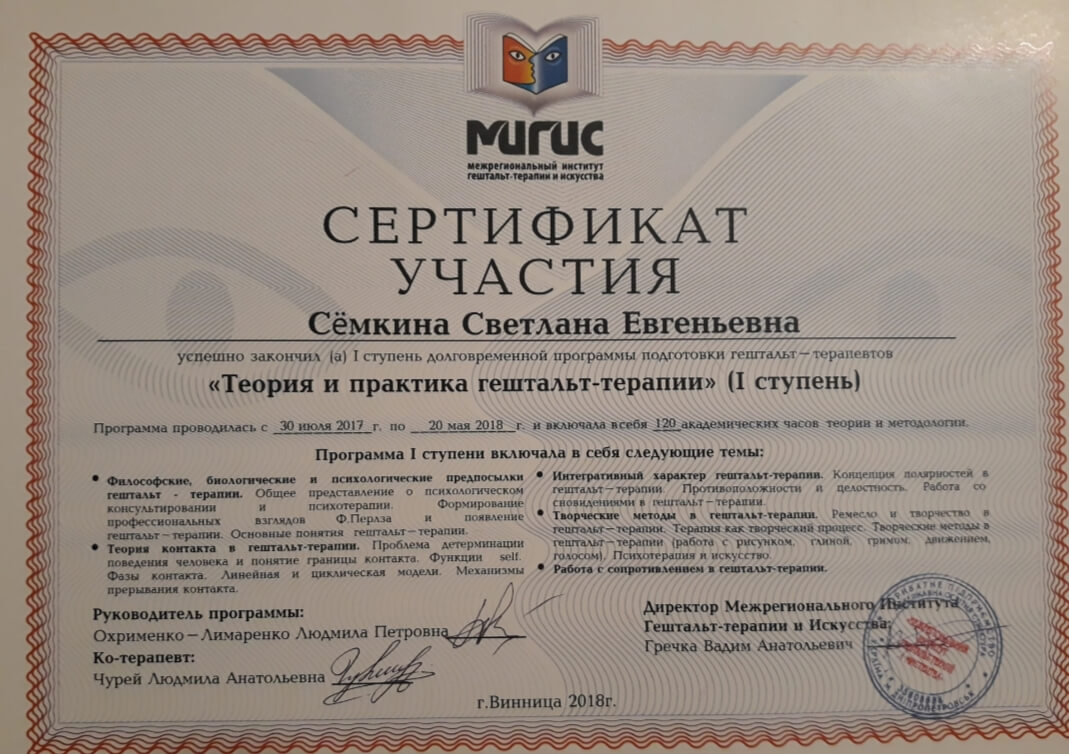 МИГИС
межрегиональный институт
гештальт-терапии и искусства
СЕРТИФИКАТ
УЧАСТИЯ
Сёмкина Светлана Евгеньевна
успешно закончил (а) I ступень долговременной программы подготовки гештальт – терапевтов
«Теория и практика гештальт-терапии» (I ступень)
Программа проводилась с 30 июля 2017 г. по 20 мая 2018 г. и включала всебя 120 академических часов теории и методологии.
Программа I ступени включала в себя следующие темы:
• Философские, биологические и психологические предпосылки
гештальт - терапии. Общее представление о психологическом
консультировании и психотерапии. Формирование
профессиональных взглядов Ф.Перлза и появление
гештальт – терапии. Основные понятия гештальт – терапии.
• Теория контакта в гештальт-терапии. Проблема детерминации
поведения человека и понятие границы контакта. Функции self.
Фазы контакта. Линейная и циклическая модели. Механизмы
прерывания контакта.
• Интегративный характер гештальт-терапии. Концепция полярностей в
гештальт – терапии. Противоположности и целостность. Работа со
сновидениями в гештальт – терапии.
• Творческие методы в гештальт-терапии. Ремесло и творчество в
гештальт – терапии. Терапия как творческий процесс. Творческие методы в
гештальт – терапии (работа с рисунком, глиной, гримом, движением,
голосом). Психотерапия и искусство.
• Работа с сопротивлением в гештальт-терапии.
Руководитель программы:
Охрименко – Лимаренко Людмила Петровна
Ко-терапевт:
Чурей Людмила Анатольевна
Директор Межрегионального Института
Гештальт-терапии и Искусства:
Гречка Вадим Анатольевич
г.Винница 2018г.